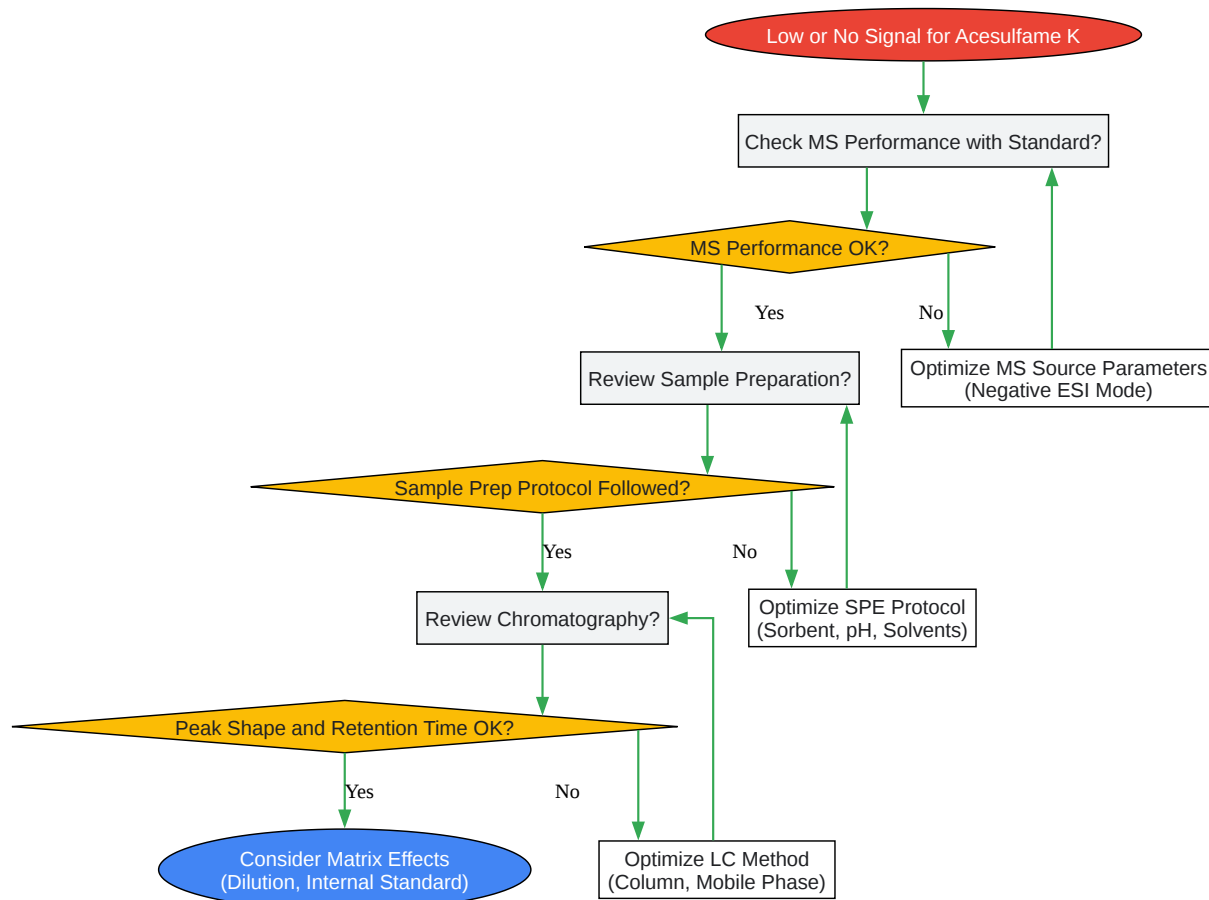 Low or No Signal for Acesulfame K
Check MS Performance with Standard?
MS Performance OK?
Yes
No
Review Sample Preparation?
Optimize MS Source Parameters
(Negative ESI Mode)
Sample Prep Protocol Followed?
Yes
No
Review Chromatography?
Optimize SPE Protocol
(Sorbent, pH, Solvents)
Peak Shape and Retention Time OK?
Yes
No
Consider Matrix Effects
(Dilution, Internal Standard)
Optimize LC Method
(Column, Mobile Phase)